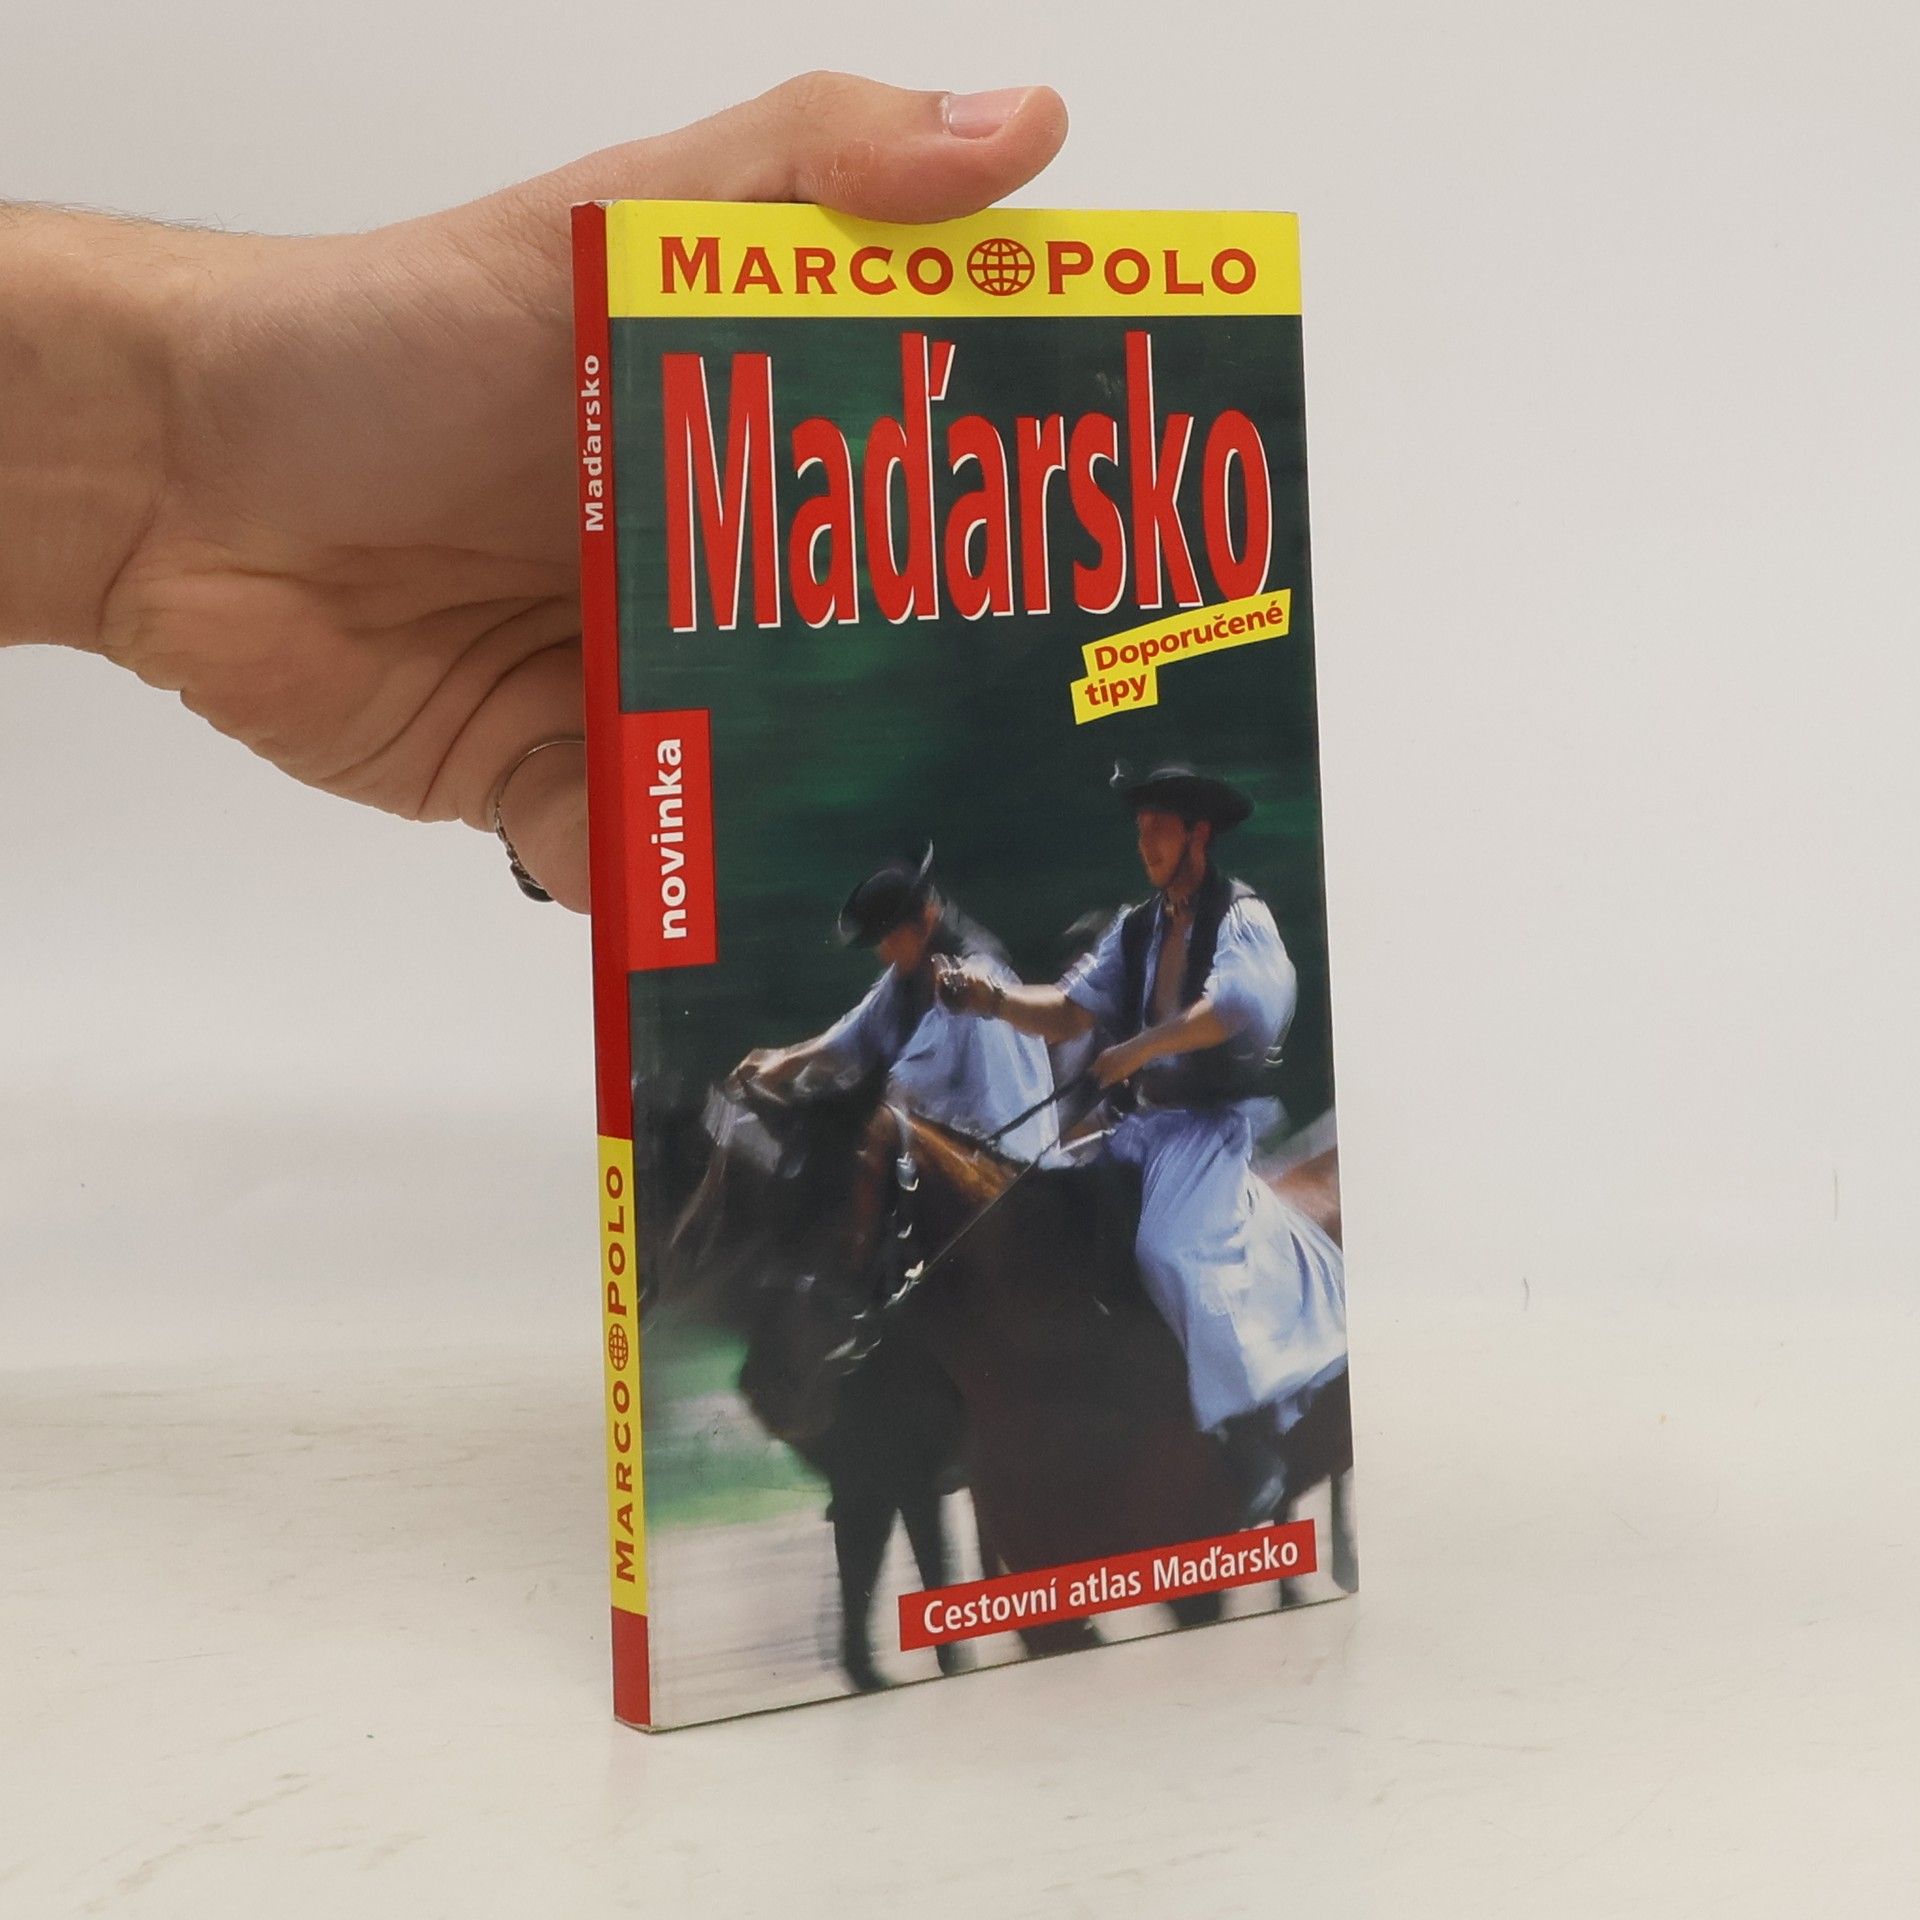 MARCO POLO
Maďarsko
Doporučené
tipy
novinka
Cestovní atlas Maďarsko
Maďarsko
MARCO POLO